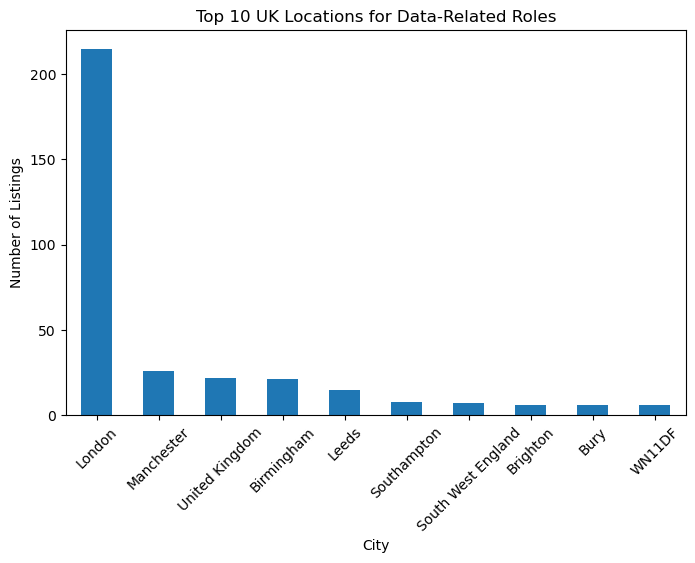 Top 10 UK Locations for Data-Related Roles
Number of Listings
200
150
100
50
0
London
Manchester
United Kingdom
Birmingham
Leeds
Southampton
South West England
Brighton
Bury
WN11DF
City